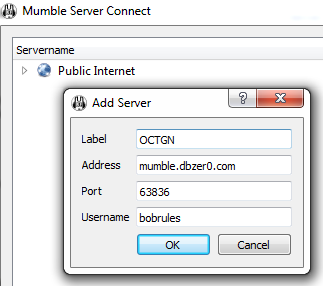 Mumble Server Connect
Servername
Public Internet
Add Server
Label OCTGN
Address mumble.dbzer0.com
Port 63836
Username bobrules
OK Cancel